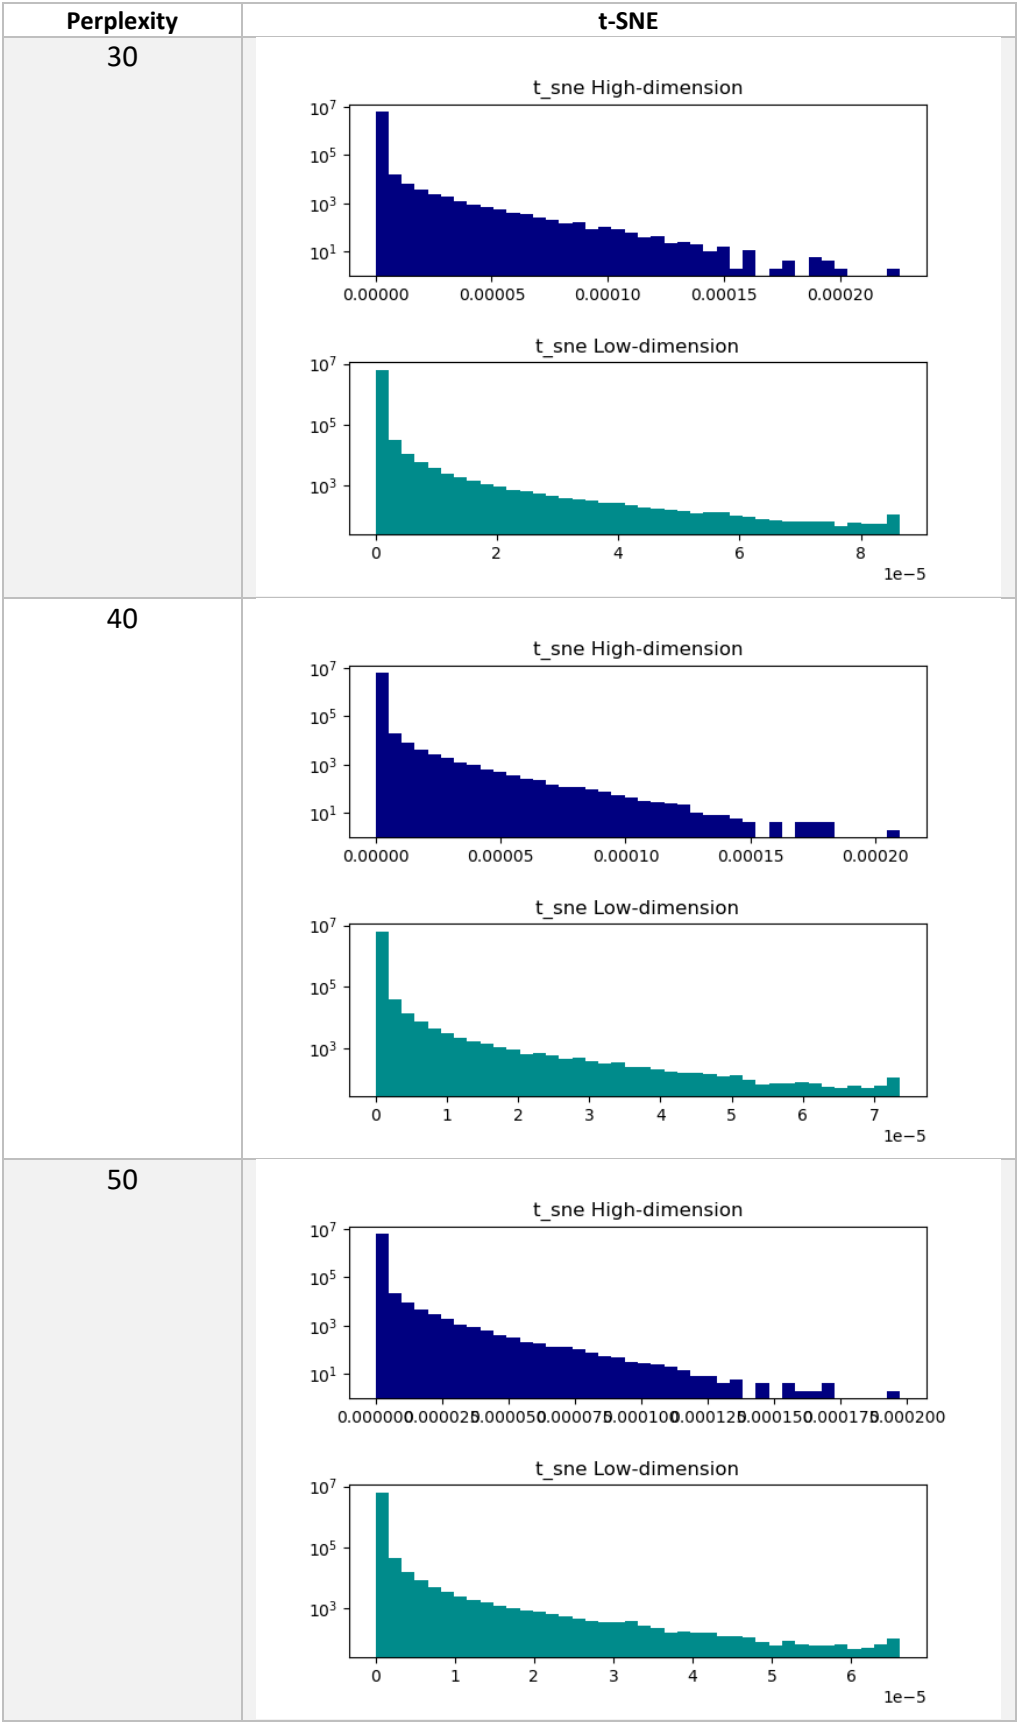 Perplexity t-SNE
30
t_sne High-dimension
10⁷
10⁵
10³
10¹
0.00000 0.00005 0.00010 0.00015 0.00020
t_sne Low-dimension
10⁷
10⁵
10³
0 2 4 6 8
1e−5
40
t_sne High-dimension
10⁷
10⁵
10³
10¹
0.00000 0.00005 0.00010 0.00015 0.00020
t_sne Low-dimension
10⁷
10⁵
10³
0 1 2 3 4 5 6 7
1e−5
50
t_sne High-dimension
10⁷
10⁵
10³
10¹
0.000000 0.000025 0.000050 0.000075 0.000100 0.000125 0.000150 0.000175 0.000200
t_sne Low-dimension
10⁷
10⁵
10³
0 1 2 3 4 5 6
1e−5